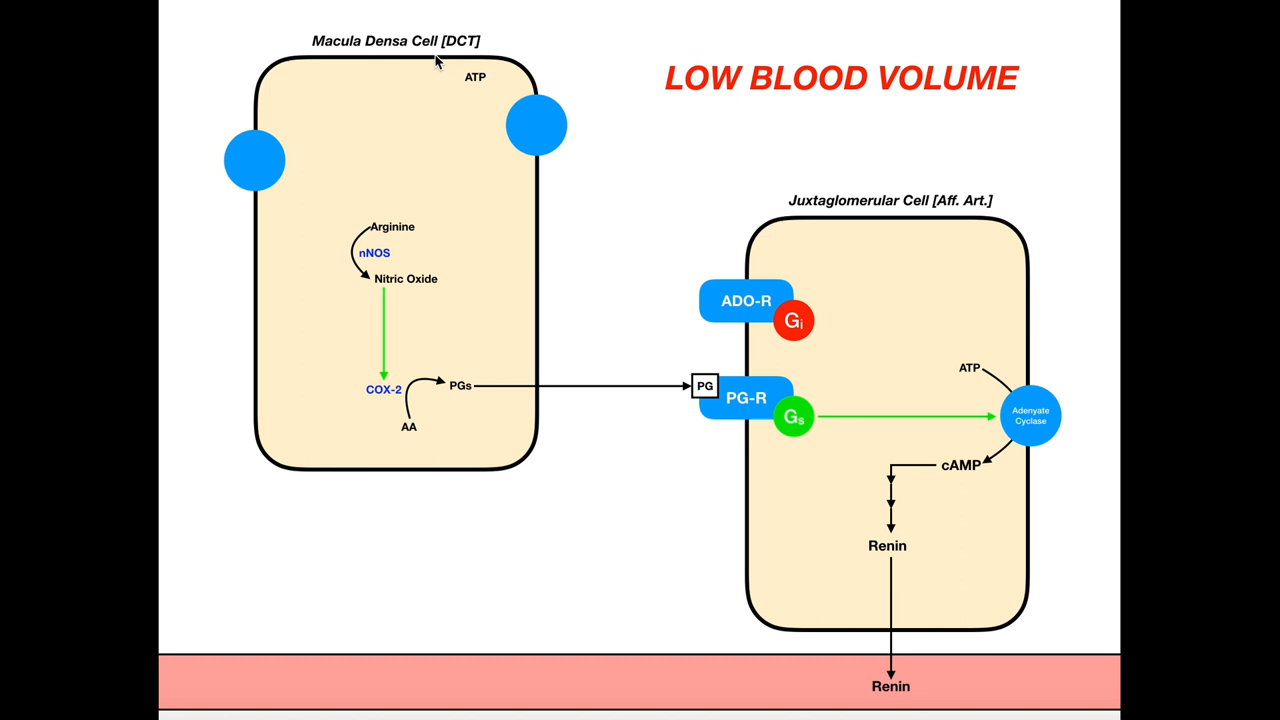 Macula Densa Cell [DCT]
ATP
LOW BLOOD VOLUME
Arginine
nNOS
Nitric Oxide
COX-2
PGs
AA
Juxtaglomerular Cell [Aff. Art.]
ADO-R
Gi
PG
PG-R
Gs
ATP
Adenyate
Cyclase
cAMP
Renin
Renin